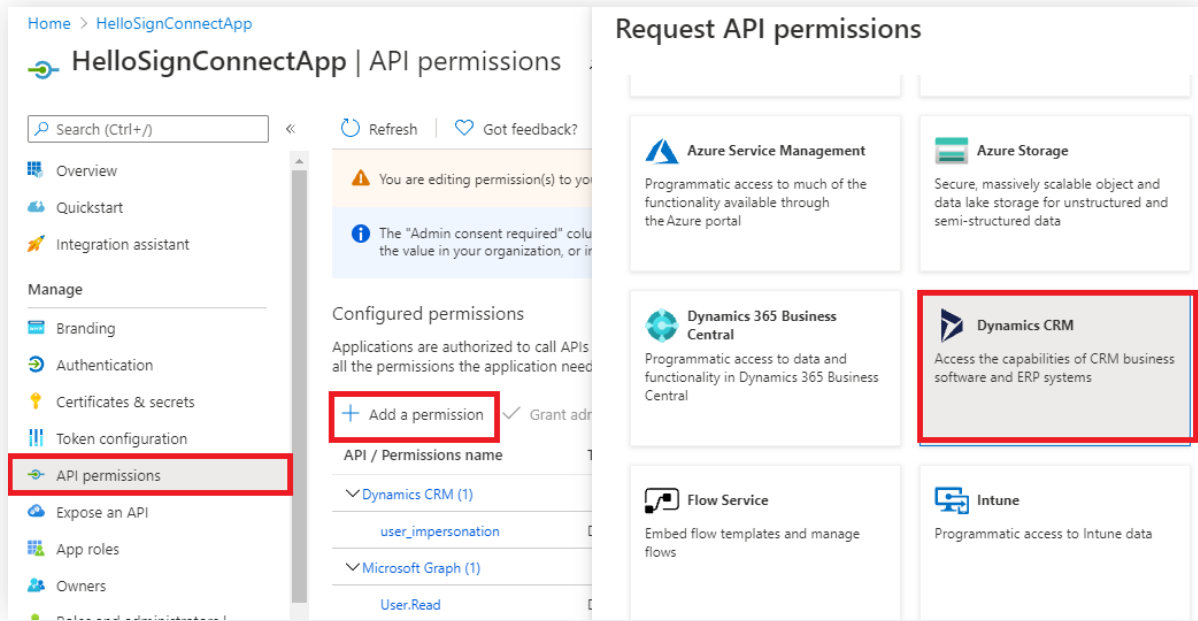 Home > HelloSignConnectApp
HelloSignConnectApp | API permissions
Search (Ctrl+/)
«
Overview
Quickstart
Integration assistant
Manage
Branding
Authentication
Certificates & secrets
Token configuration
API permissions
Expose an API
App roles
Owners
Roles and administrators |
Refresh
Got feedback?
You are editing permission(s) to
The "Admin consent required"
the value in your organization, or
Configured permissions
Applications are authorized to call APIs
all the permissions the application need
+ Add a permission
Grant
API / Permissions name
Dynamics CRM (1)
user_impersonation
Microsoft Graph (1)
User.Read
Request API permissions
Azure Service Management
Programmatic access to much of the
functionality available through
the Azure portal
Azure Storage
Secure, massively scalable object and
data lake storage for unstructured and
semi-structured data
Dynamics 365 Business
Central
Programmatic access to data and
functionality in Dynamics 365 Business
Central
Dynamics CRM
Access the capabilities of CRM business
software and ERP systems
Flow Service
Embed flow templates and manage
flows
Intune
Programmatic access to Intune data